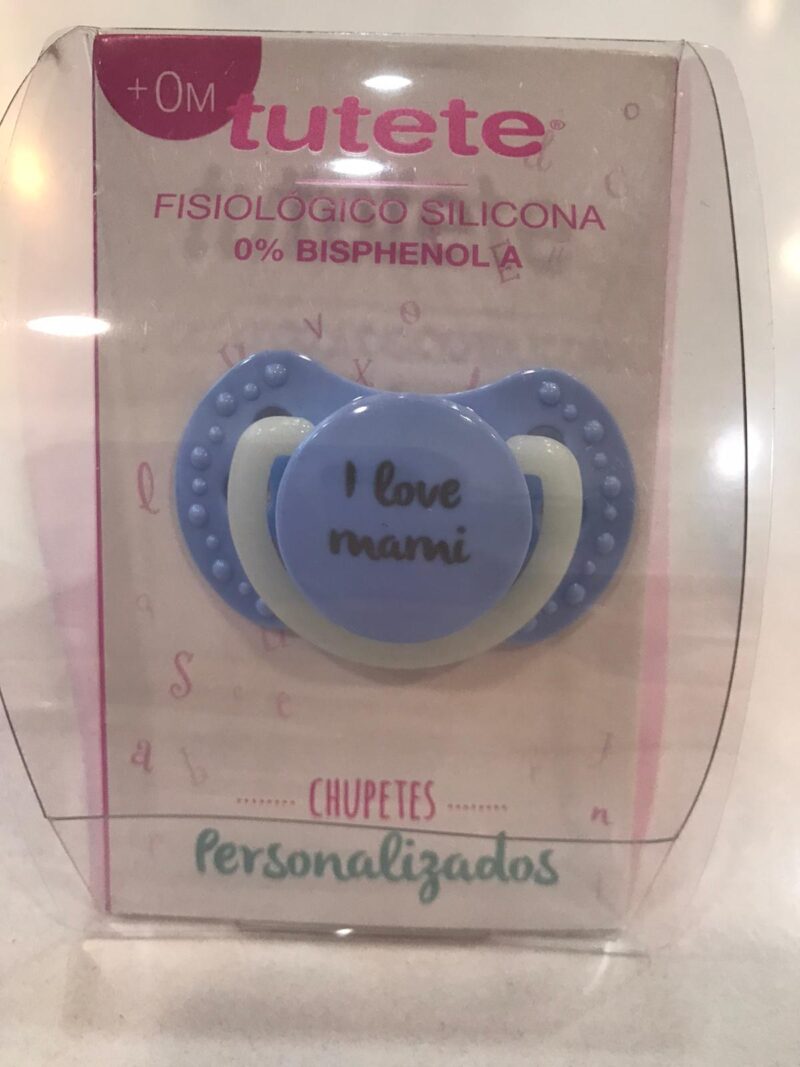 +0M
tutete®
FISIOLÓGICO SILICONA
0% BISPHENOL A
I love
mami
CHUPETES
Personalizados